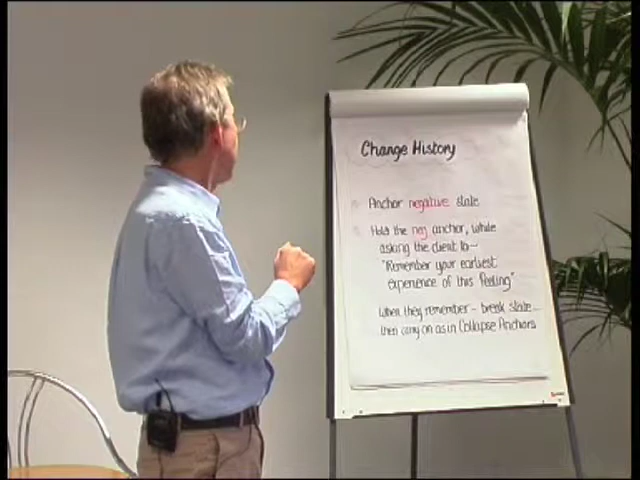 Change History
Anchor negative state
Hold the neg anchor, while
asking the client to-
"Remember your earliest
experience of this feeling"
When they remember - break state
then carry on as in Collapse Anchors